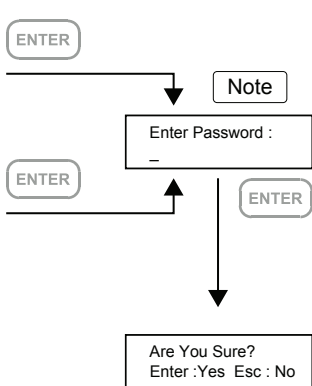 ENTER
Note
Enter Password :
_
ENTER
ENTER
Are You Sure?
Enter :Yes Esc : No